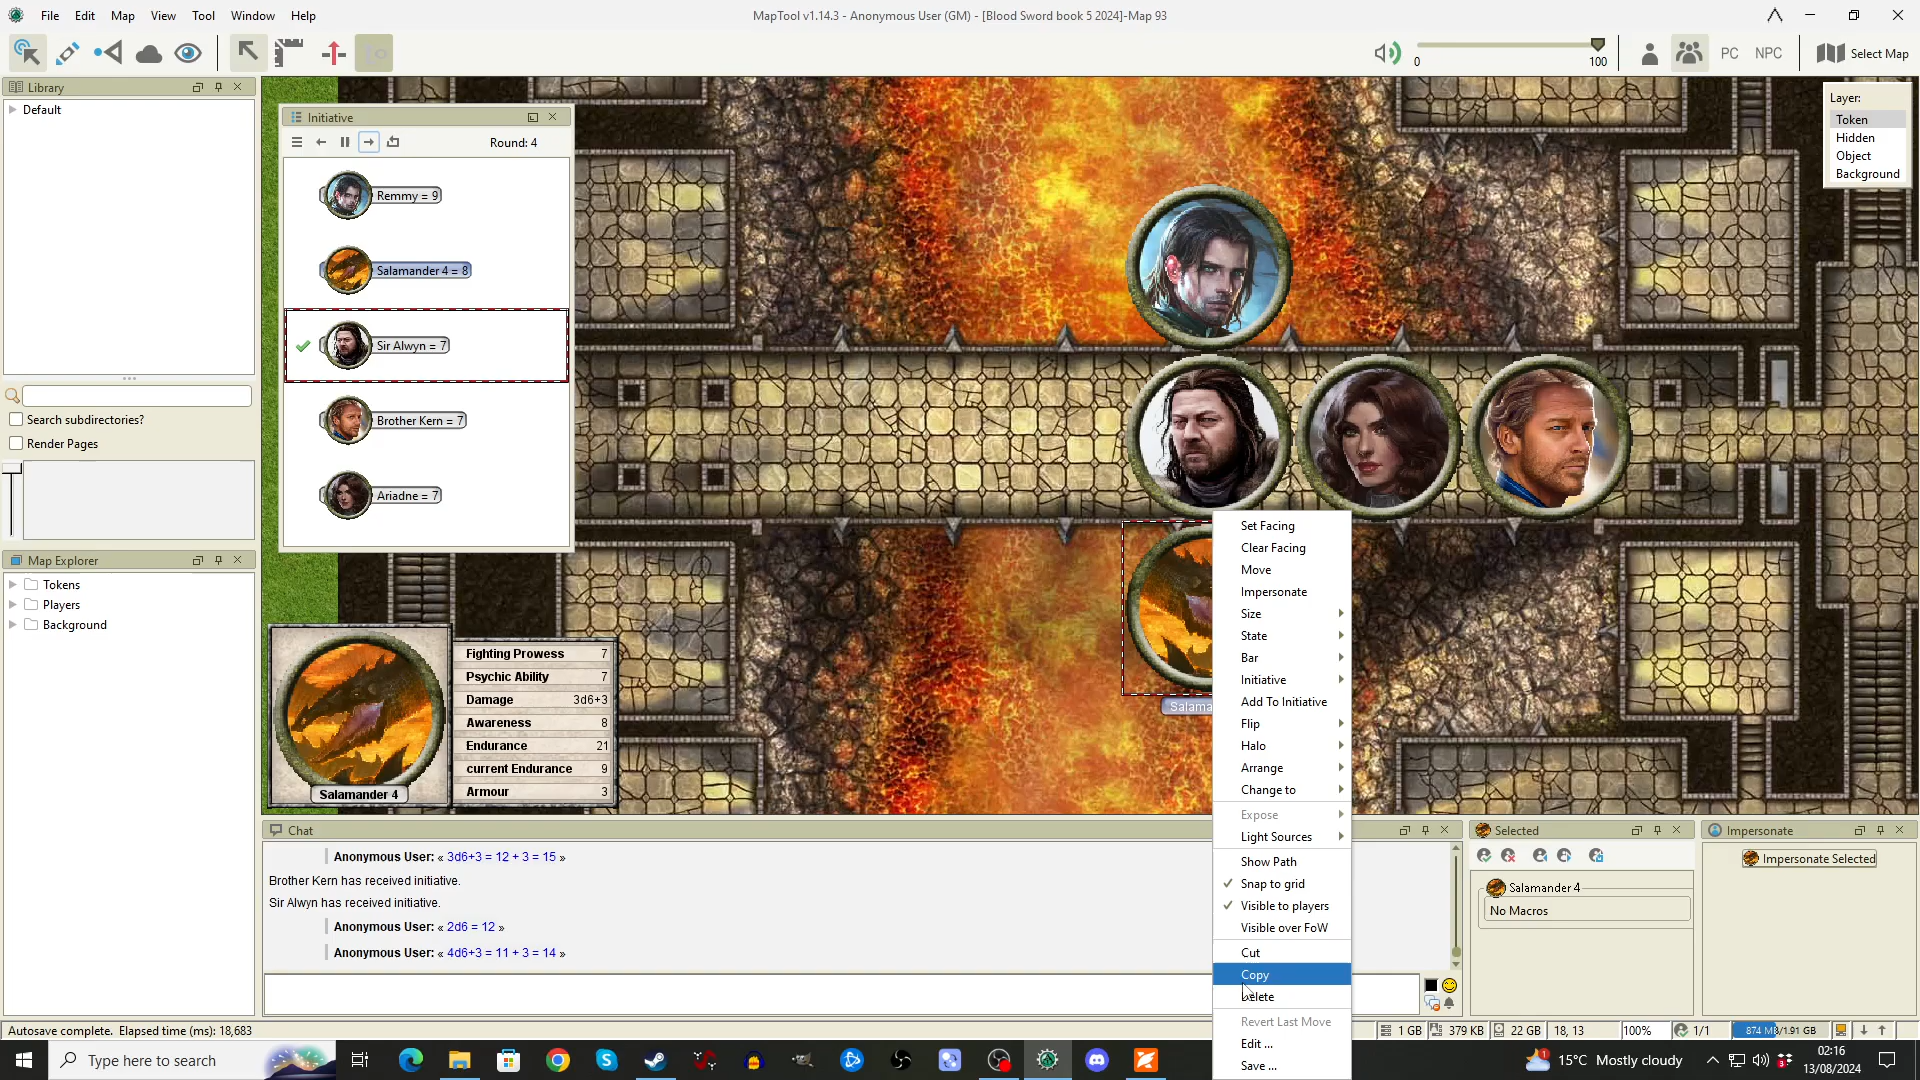 MapTool v1.14.3 - Anonymous User (GM) - [Blood Sword book 5 2024]-Map 93
File Edit Map View Tool Window Help
0 100
PC NPC Select Map
Library
Default
Search subdirectories?
Render Pages
Map Explorer
Tokens
Players
Background
Initiative
Round: 4
Remmy = 9
Salamander 4 = 8
Sir Alwyn = 7
Brother Kern = 7
Ariadne = 7
Layer:
Token
Hidden
Object
Background
Fighting Prowess 7
Psychic Ability 7
Damage 3d6+3
Awareness 8
Endurance 21
current Endurance 9
Armour 3
Salamander 4
Salama
Set Facing
Clear Facing
Move
Impersonate
Size
State
Bar
Initiative
Add To Initiative
Flip
Halo
Arrange
Change to
Expose
Light Sources
Show Path
Snap to grid
Visible to players
Visible over FoW
Cut
Copy
Delete
Revert Last Move
Edit ...
Save ...
Chat
Anonymous User: « 3d6+3 = 12 + 3 = 15 »
Brother Kern has received initiative.
Sir Alwyn has received initiative.
Anonymous User: « 2d6 = 12 »
Anonymous User: « 4d6+3 = 11 + 3 = 14 »
Selected
Salamander 4
No Macros
Impersonate
Impersonate Selected
Autosave complete. Elapsed time (ms): 18,683
1 GB 379 KB 22 GB 18, 13 100% 1/1 874 MB/1.91 GB
Type here to search
15°C Mostly cloudy
02:16
13/08/2024